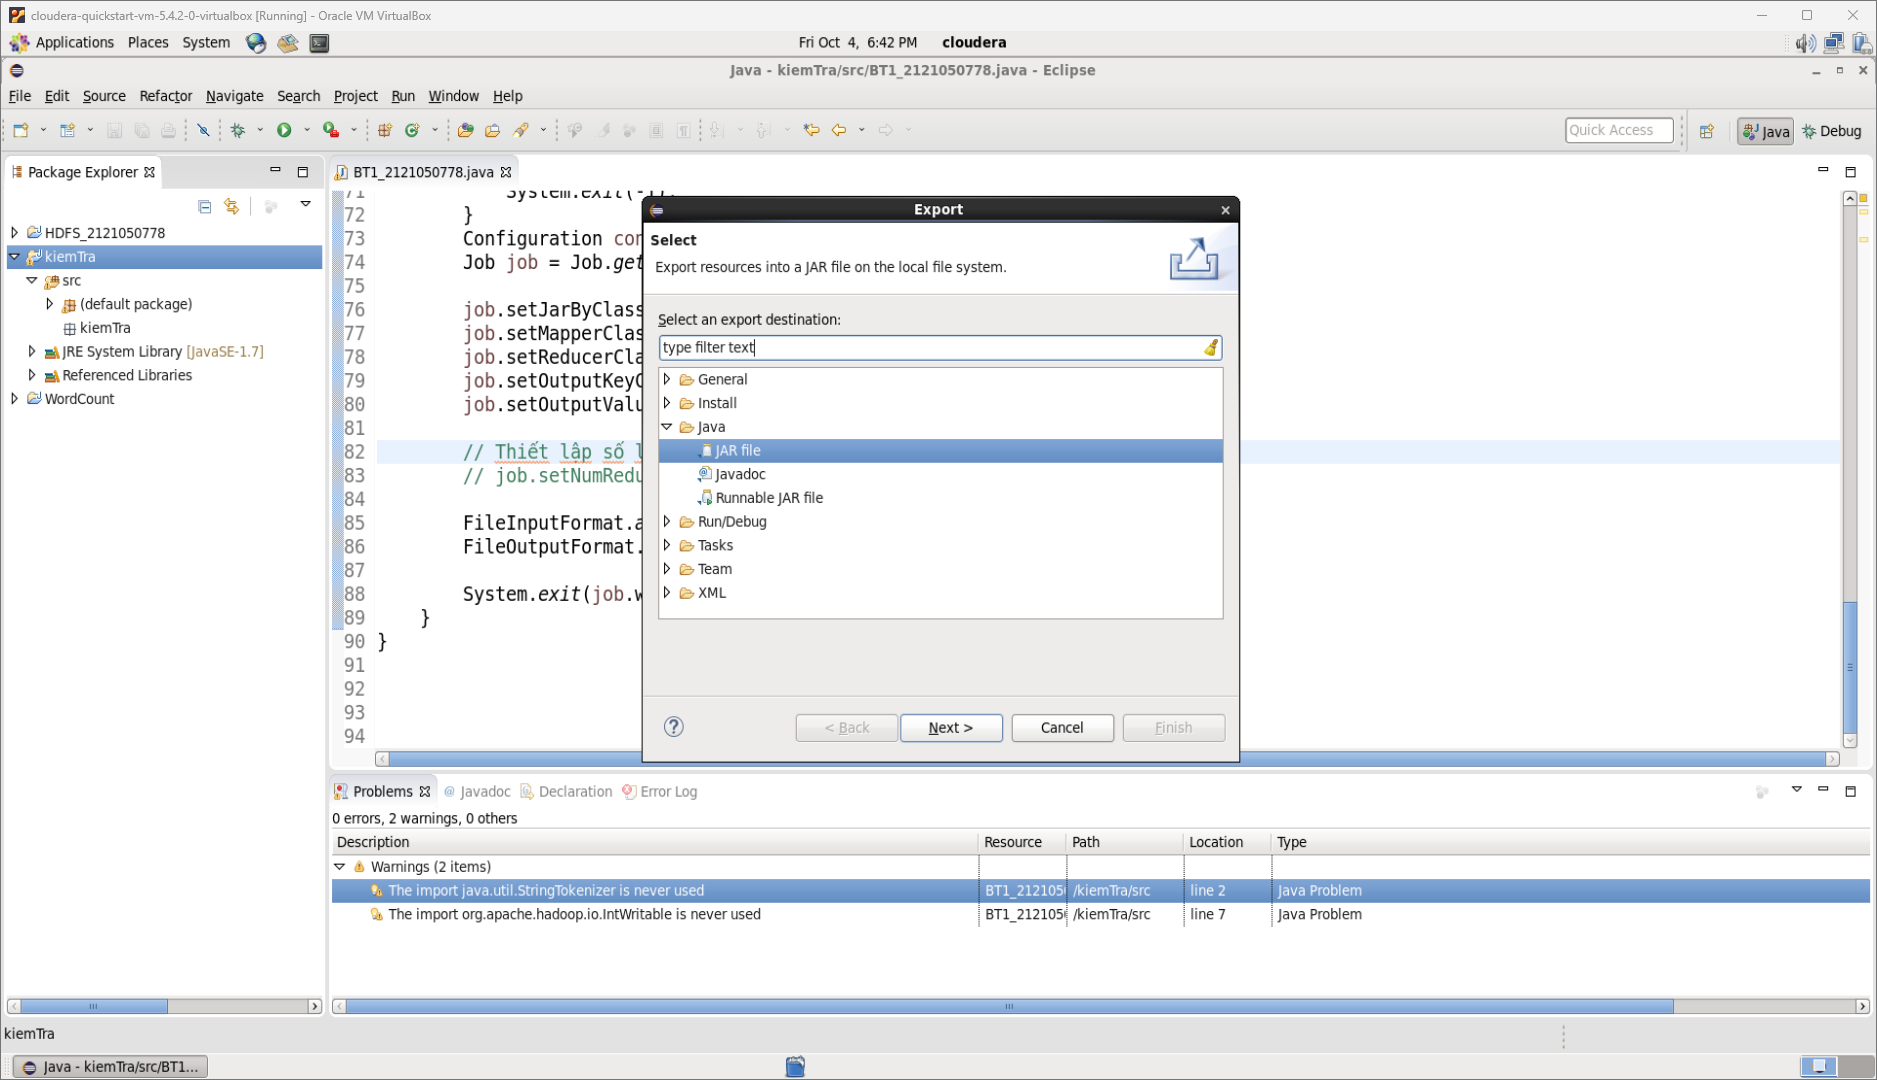 cloudera-quickstart-vm-5.4.2-0-virtualbox [Running] - Oracle VM VirtualBox
Applications Places System Fri Oct 4, 6:42 PM cloudera
Java - kiemTra/src/BT1_2121050778.java - Eclipse
File Edit Source Refactor Navigate Search Project Run Window Help
Quick Access Java Debug
Package Explorer
HDFS_2121050778
kiemTra
src
(default package)
kiemTra
JRE System Library [JavaSE-1.7]
Referenced Libraries
WordCount
BT1_2121050778.java
71 System.exit(-1);
72 }
73 Configuration con
74 Job job = Job.get
75
76 job.setJarByClass
77 job.setMapperClas
78 job.setReducerCla
79 job.setOutputKeyC
80 job.setOutputValu
81
82 // Thiết lập số l
83 // job.setNumRedu
84
85 FileInputFormat.a
86 FileOutputFormat.
87
88 System.exit(job.w
89 }
90 }
91
92
93
94
Export
Select
Export resources into a JAR file on the local file system.
Select an export destination:
type filter text
General
Install
Java
JAR file
Javadoc
Runnable JAR file
Run/Debug
Tasks
Team
XML
< Back Next > Cancel Finish
Problems Javadoc Declaration Error Log
0 errors, 2 warnings, 0 others
Description Resource Path Location Type
Warnings (2 items)
The import java.util.StringTokenizer is never used BT1_212105 /kiemTra/src line 2 Java Problem
The import org.apache.hadoop.io.IntWritable is never used BT1_212105 /kiemTra/src line 7 Java Problem
kiemTra
Java - kiemTra/src/BT1...